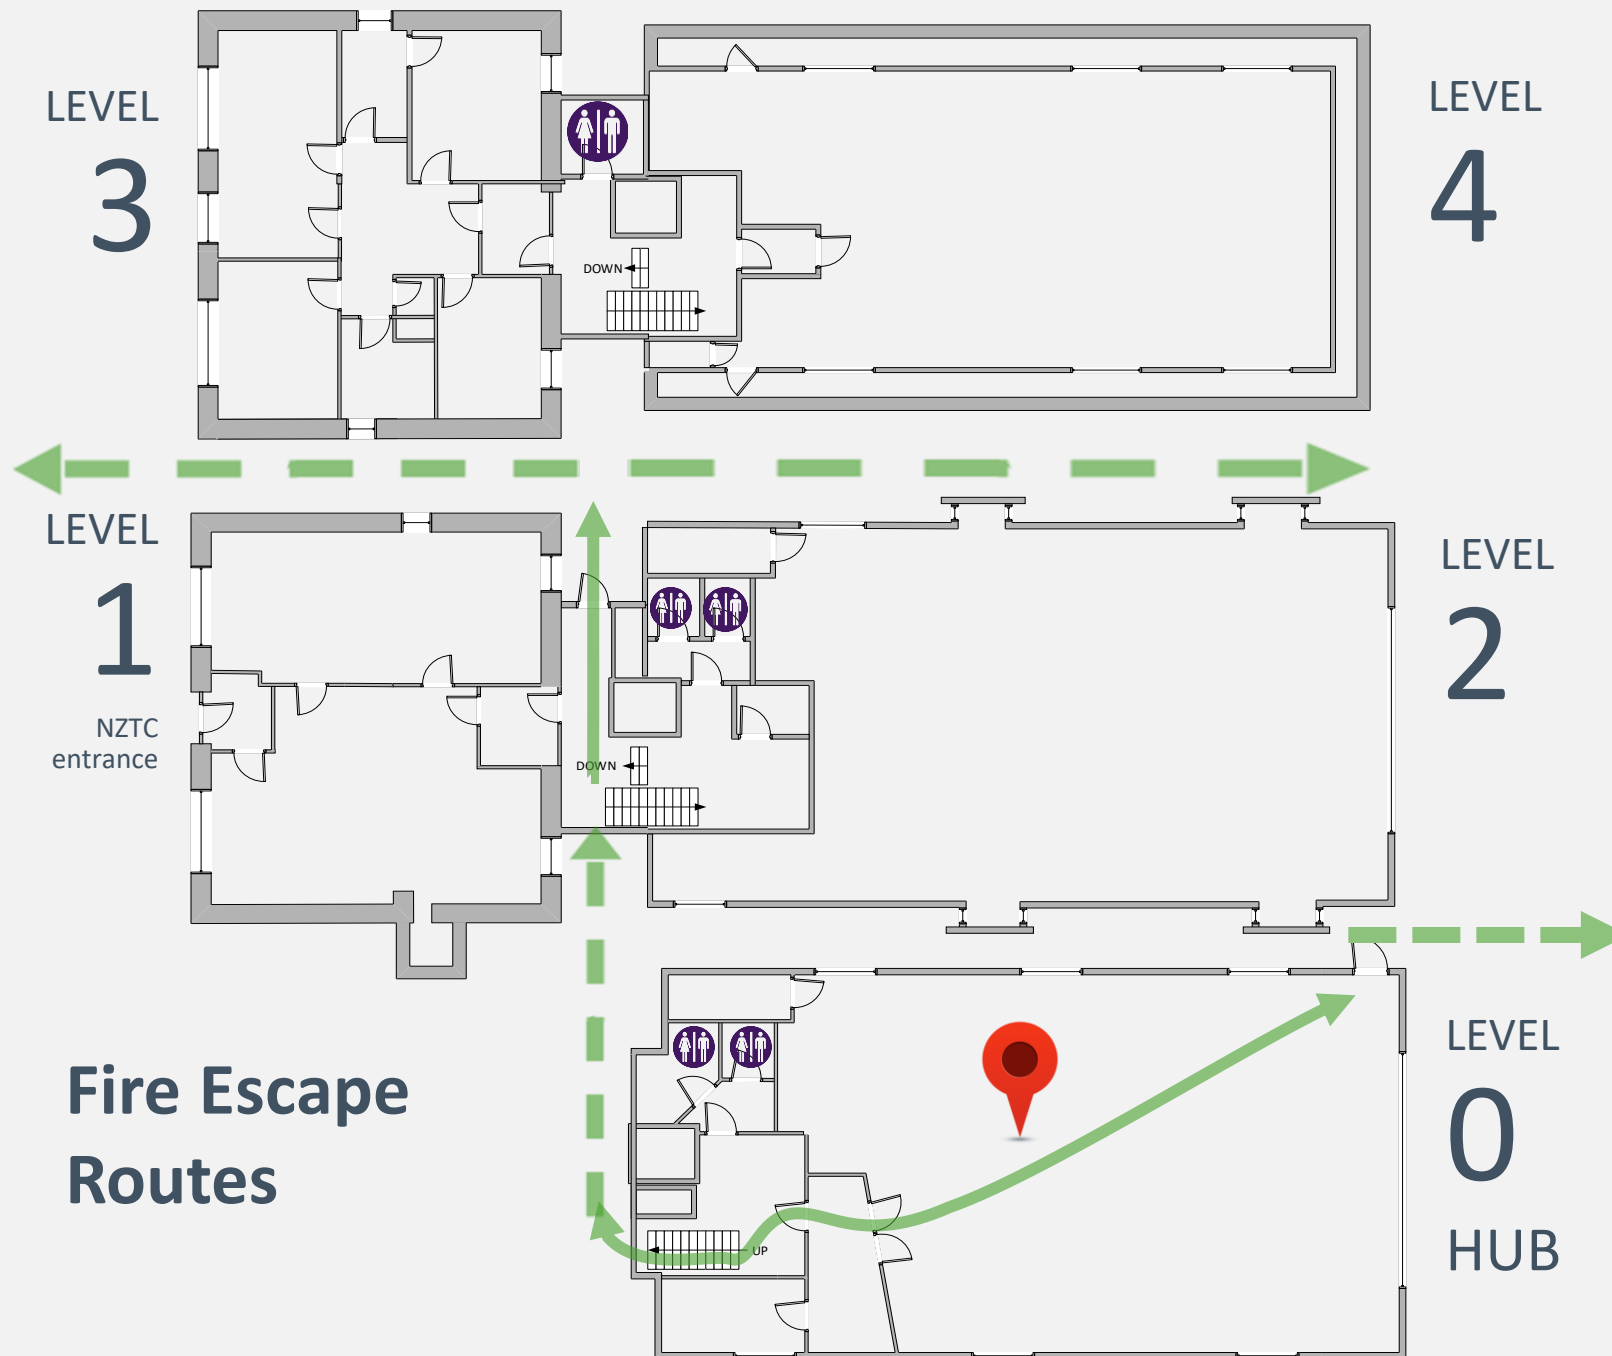 LEVEL
3
LEVEL
4
DOWN
LEVEL
1
NZTC
entrance
DOWN
LEVEL
2
Fire Escape
Routes
UP
LEVEL
0
HUB